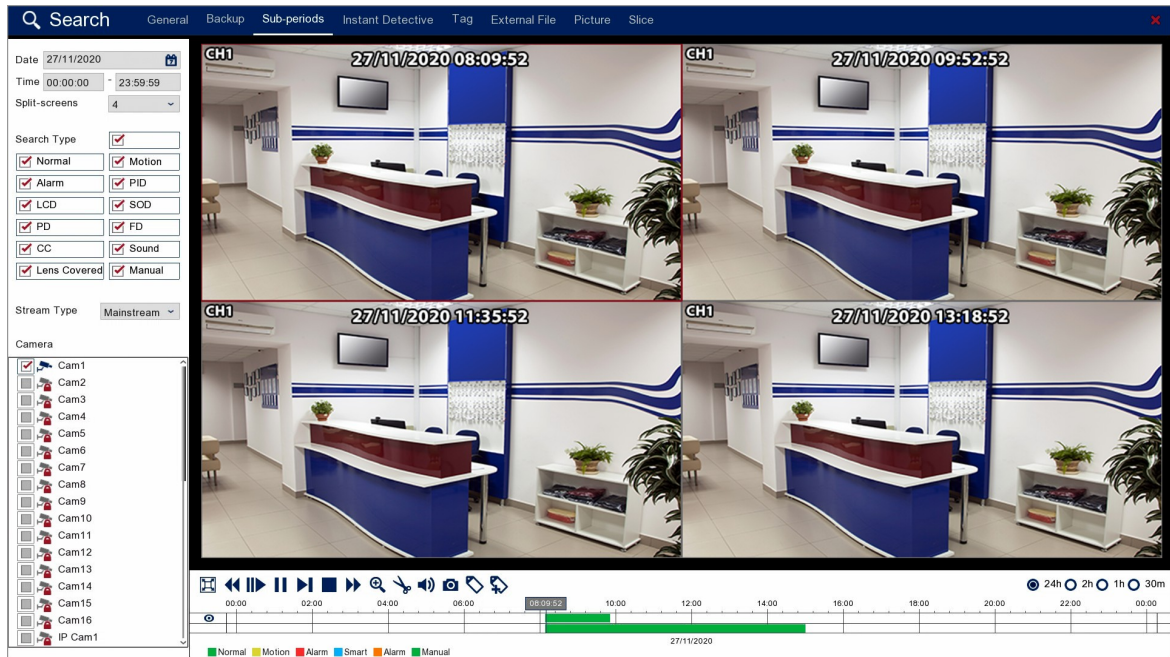 Search General Backup Sub-periods Instant Detective Tag External File Picture Slice
Date 27/11/2020
Time 00:00:00 - 23:59:59
Split-screens 4
Search Type
Normal Motion
Alarm PID
LCD SOD
PD FD
CC Sound
Lens Covered Manual
Stream Type Mainstream
Camera
Cam1
Cam2
Cam3
Cam4
Cam5
Cam6
Cam7
Cam8
Cam9
Cam10
Cam11
Cam12
Cam13
Cam14
Cam15
Cam16
IP Cam1
CH1 27/11/2020 08:09:52
CH1 27/11/2020 09:52:52
CH1 27/11/2020 11:35:52
CH1 27/11/2020 13:18:52
24h 2h 1h 30m
00:00 02:00 04:00 06:00 08:09:52 10:00 12:00 14:00 16:00 18:00 20:00 22:00 00:00
27/11/2020
Normal Motion Alarm Smart Alarm Manual